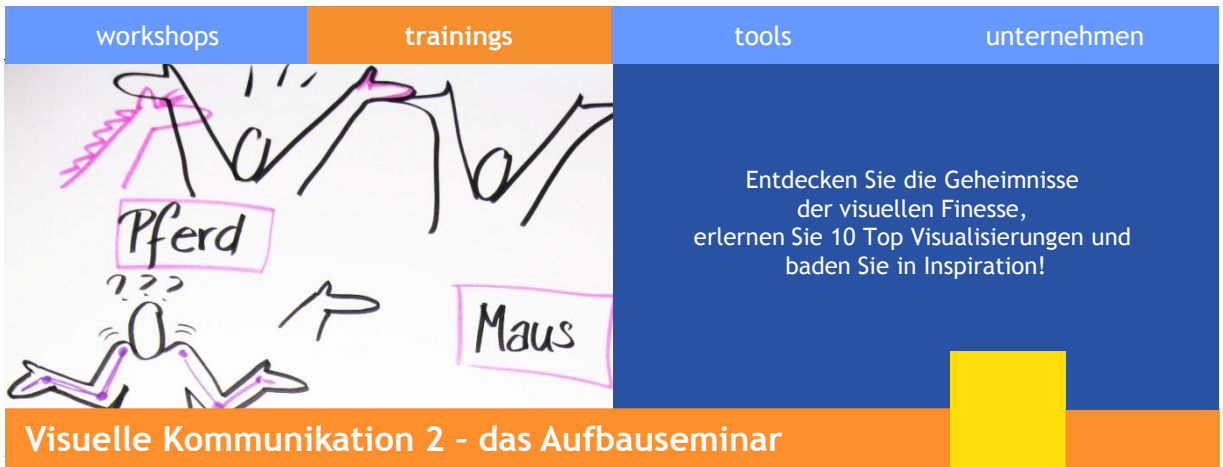 workshops
trainings
tools
unternehmen
Pferd
???
Maus
Entdecken Sie die Geheimnisse
der visuellen Finesse,
erlernen Sie 10 Top Visualisierungen und
baden Sie in Inspiration!
Visuelle Kommunikation 2 – das Aufbauseminar